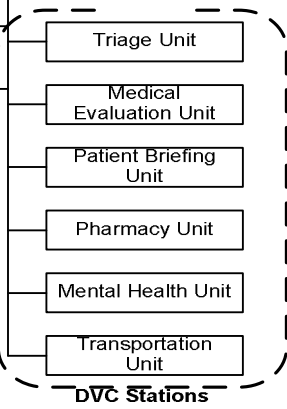 Triage Unit
Medical
Evaluation Unit
Patient Briefing
Unit
Pharmacy Unit
Mental Health Unit
Transportation
Unit
DVC Stations